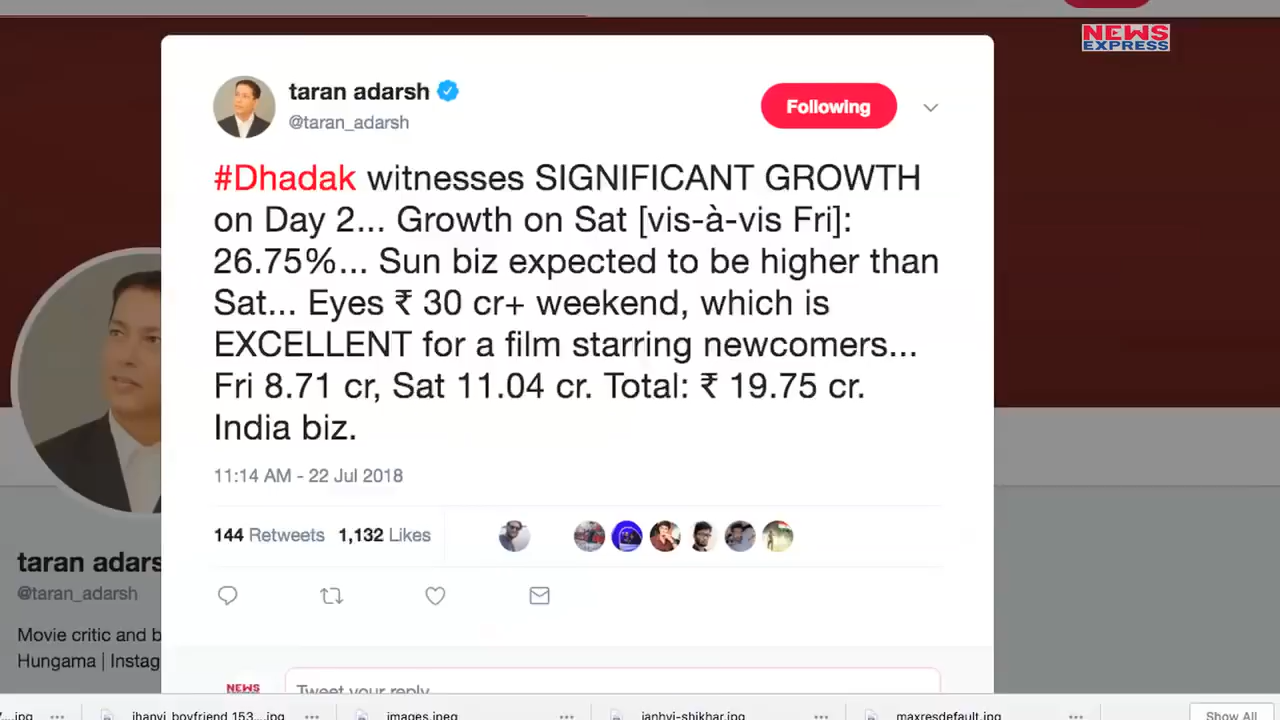 NEWS
EXPRESS
taran adarsh
@taran_adarsh
Following
#Dhadak witnesses SIGNIFICANT GROWTH
on Day 2... Growth on Sat [vis-à-vis Fri]:
26.75%... Sun biz expected to be higher than
Sat... Eyes ₹ 30 cr+ weekend, which is
EXCELLENT for a film starring newcomers...
Fri 8.71 cr, Sat 11.04 cr. Total: ₹ 19.75 cr.
India biz.
11:14 AM - 22 Jul 2018
144 Retweets 1,132 Likes
taran adars
@taran_adarsh
Movie critic and b
Hungama | Instag
NEWS
Tweet your reply
....jpg
jhanvi_boyfriend_153....jpg
images.jpeg
janhvi-shikhar.jpg
maxresdefault.jpg
Show All